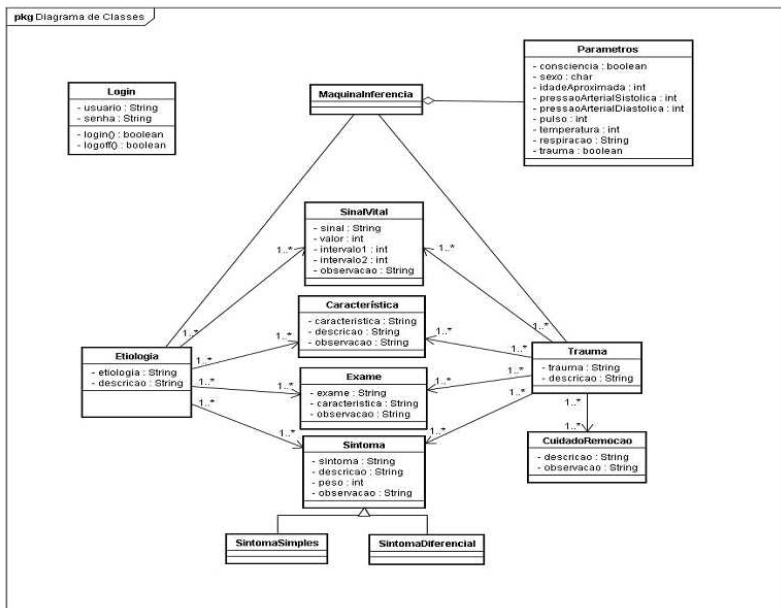 pkg Diagrama de Classes
Login
- usuario : String
- senha : String
- login() : boolean
- logoff() : boolean
MaquinaInferencia
Parametros
- consciencia : boolean
- sexo : char
- idadeAproximada : int
- pressaoArterialSistolica : int
- pressaoArterialDiastolica : int
- pulso : int
- temperatura : int
- respiracao : String
- trauma : boolean
SinalVital
- sinal : String
- valor : int
- intervalo1 : int
- intervalo2 : int
- observacao : String
1..*
1..*
1..*
1..*
Característica
- caracteristica : String
- descricao : String
- observacao : String
1..*
1..*
1..*
1..*
Etiologia
- etiologia : String
- descricao : String
Trauma
- trauma : String
- descricao : String
Exame
- exame : String
- caracteristica : String
- observacao : String
1..*
1..*
1..*
1..*
1..*
1..*
1..*
1..*
1..*
1..*
Sintoma
- sintoma : String
- descricao : String
- peso : int
- observacao : String
CuidadoRemocao
- descricao : String
- observacao : String
SintomaSimples
SintomaDiferencial